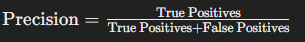 Precision = True Positives / True Positives+False Positives